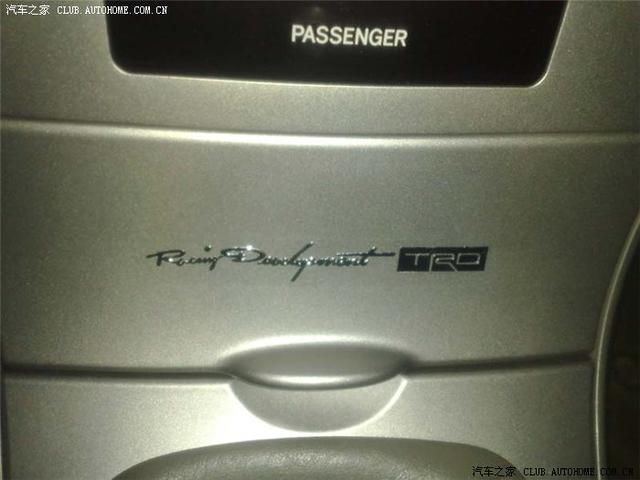 汽车之家 CLUB.AUTOHOME.COM.CN
PASSENGER
Racing Development TRD
汽车之家 CLUB.AUTOHOME.COM.CN